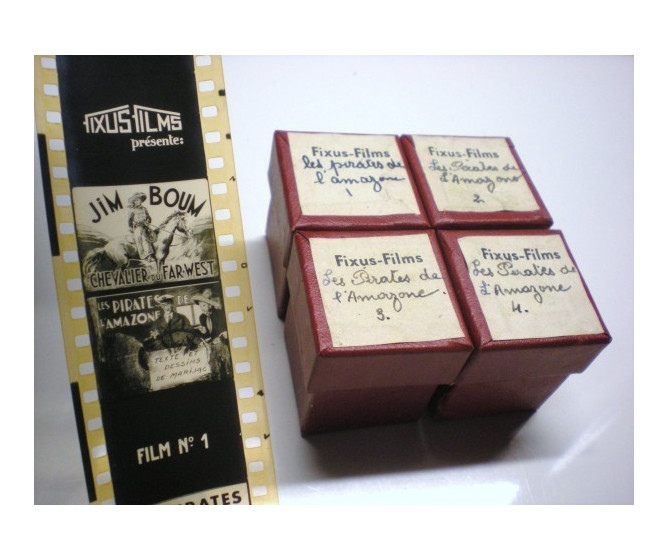 FIXUS-FILMS
présente:
JIM BOUM
CHEVALIER DU FAR-WEST
LES PIRATES DE
L'AMAZONE
TEXTE ET
DESSINS
DE MARIJAC
FILM Nº 1
Fixus-Films
les pirates de
l'amazone
1
Fixus-Films
Les Pirates de
l'Amazone
2.
Fixus-Films
Les Pirates de
l'Amazone.
3.
Fixus-Films
Les Pirates de
L'Amazone
4.